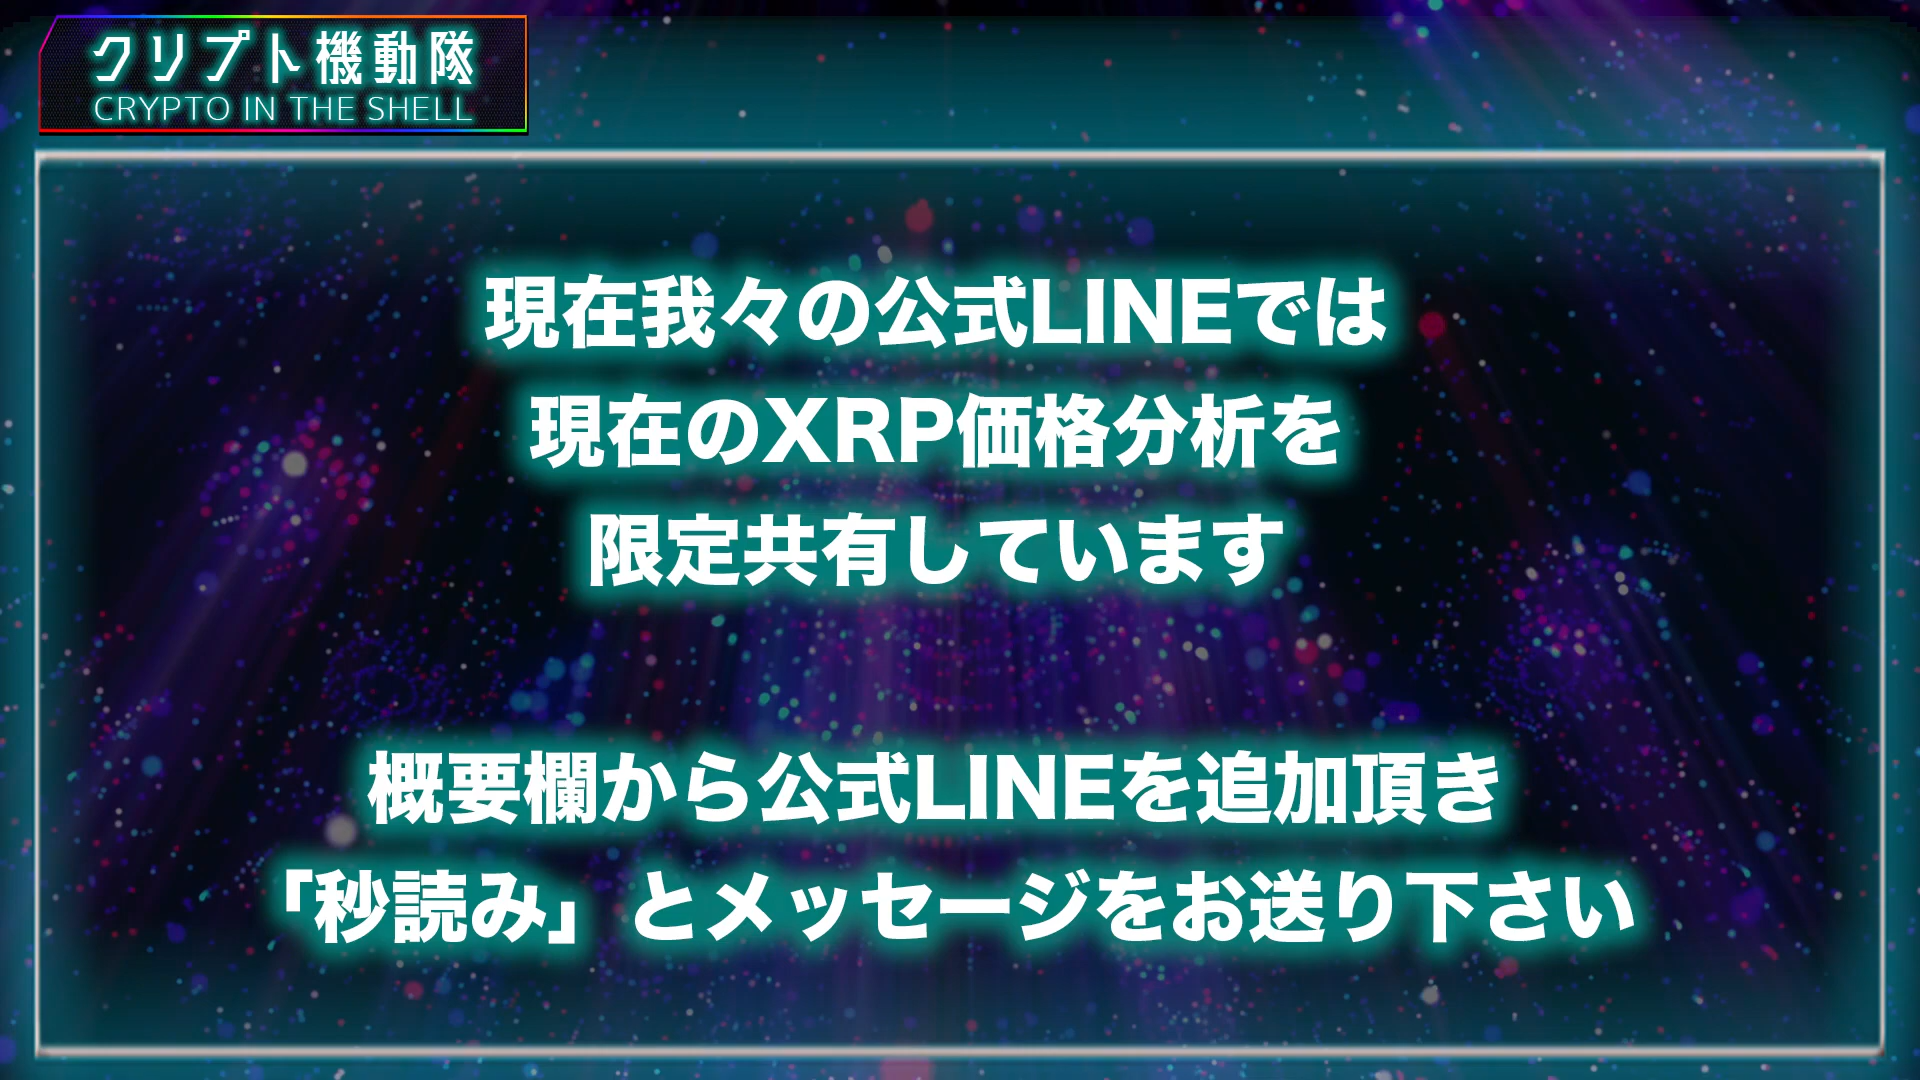 クリプト機動隊
CRYPTO IN THE SHELL
現在我々の公式LINEでは
現在のXRP価格分析を
限定共有しています
概要欄から公式LINEを追加頂き
「秒読み」とメッセージをお送り下さい